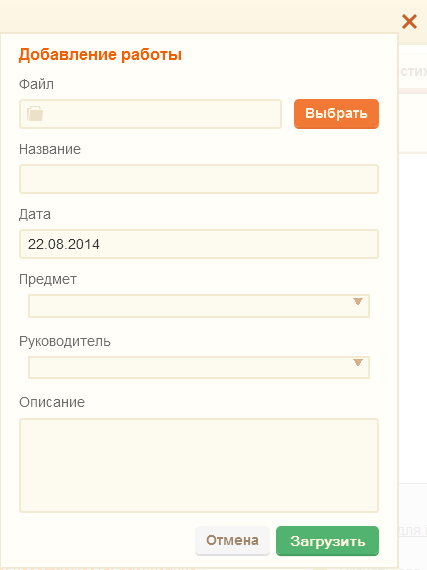 Добавление работы
Файл
Выбрать
Название
Дата
22.08.2014
Предмет
Руководитель
Описание
Отмена
Загрузить